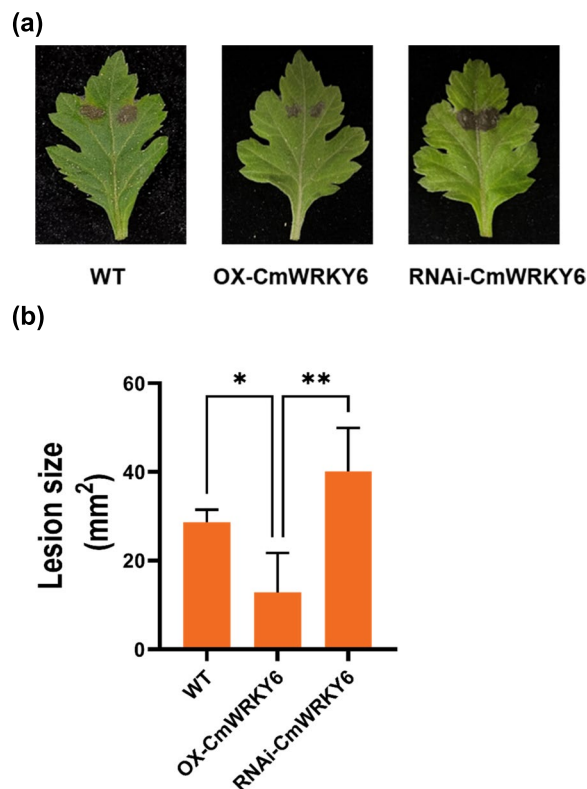 (a)
WT OX-CmWRKY6 RNAi-CmWRKY6
(b)
* **
60
40
20
0
Lesion size
(mm²)
WT
OX-CmWRKY6
RNAi-CmWRKY6